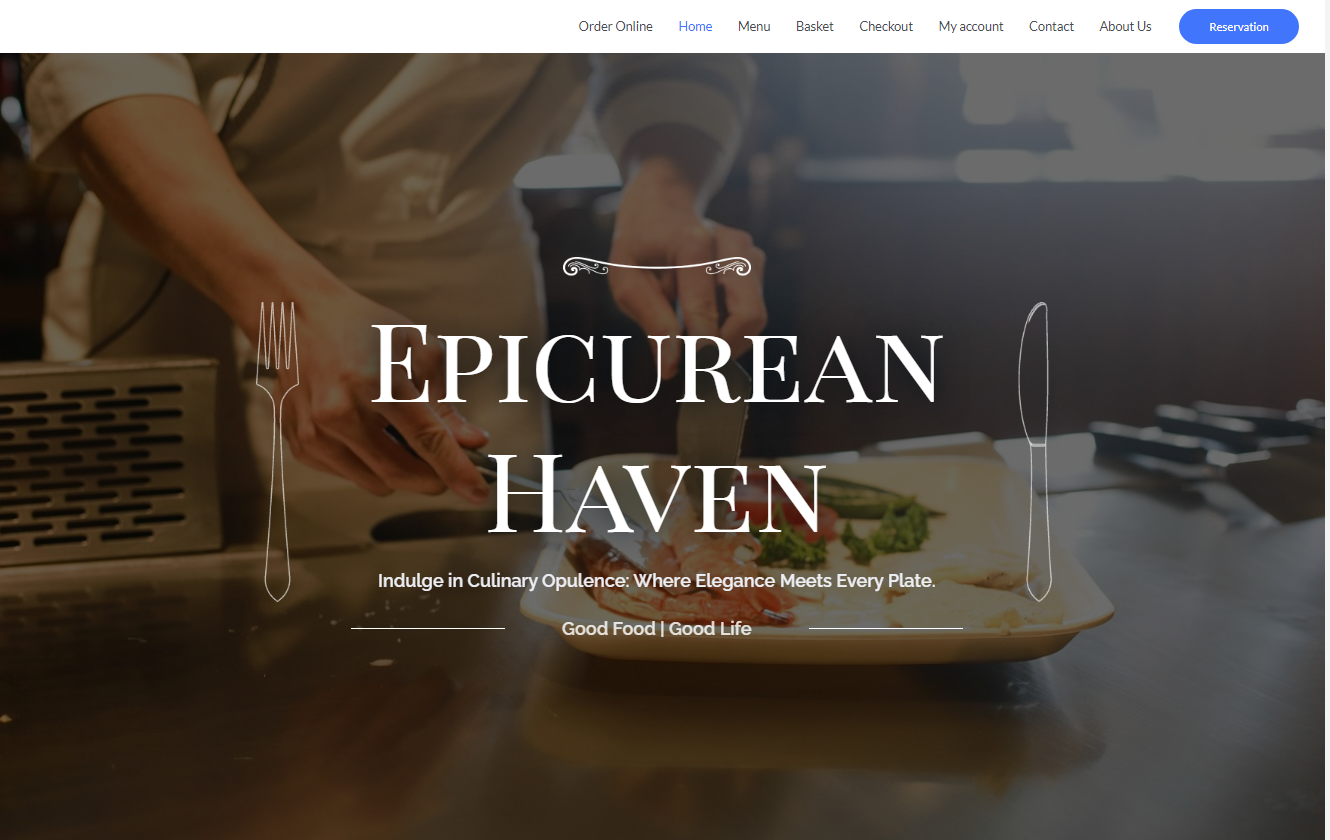 Order Online Home Menu Basket Checkout My account Contact About Us Reservation
Epicurean
Haven
Indulge in Culinary Opulence: Where Elegance Meets Every Plate.
Good Food | Good Life